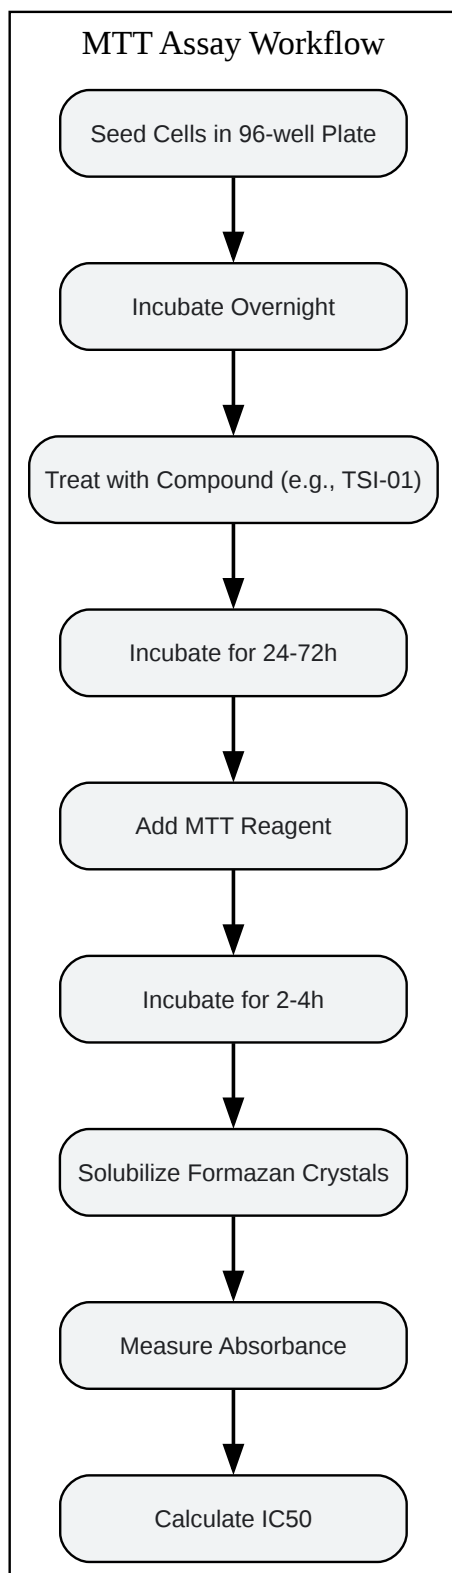 MTT Assay Workflow
Seed Cells in 96-well Plate
Incubate Overnight
Treat with Compound (e.g., TSI-01)
Incubate for 24-72h
Add MTT Reagent
Incubate for 2-4h
Solubilize Formazan Crystals
Measure Absorbance
Calculate IC50